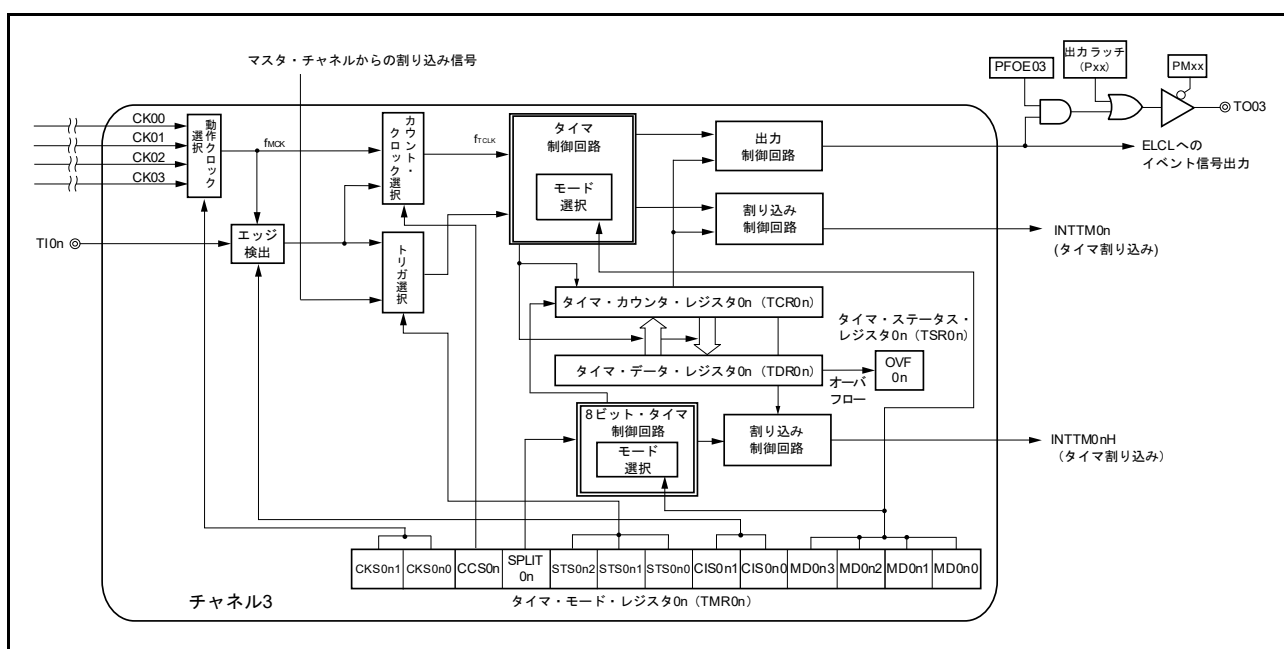 マスタ・チャネルからの割り込み信号
PFOE03
出力ラッチ
(Pxx)
PMxx
TO03
ELCLへの
イベント信号出力
CK00
CK01
CK02
CK03
動作クロック
選択
fMCK
カウント・
クロック選択
fTCLK
タイマ
制御回路
モード
選択
出力
制御回路
割り込み
制御回路
INTTM0n
(タイマ割り込み)
TI0n
エッジ
検出
トリガ選択
タイマ・カウンタ・レジスタ0n（TCR0n）
タイマ・ステータス・
レジスタ0n（TSR0n）
タイマ・データ・レジスタ0n（TDR0n）
オーバ
フロー
OVF
0n
8ビット・タイマ
制御回路
モード
選択
割り込み
制御回路
INTTM0nH
（タイマ割り込み）
CKS0n1 CKS0n0 CCS0n SPLIT
0n STS0n2 STS0n1 STS0n0 CIS0n1 CIS0n0 MD0n3 MD0n2 MD0n1 MD0n0
チャネル3
タイマ・モード・レジスタ0n（TMR0n）